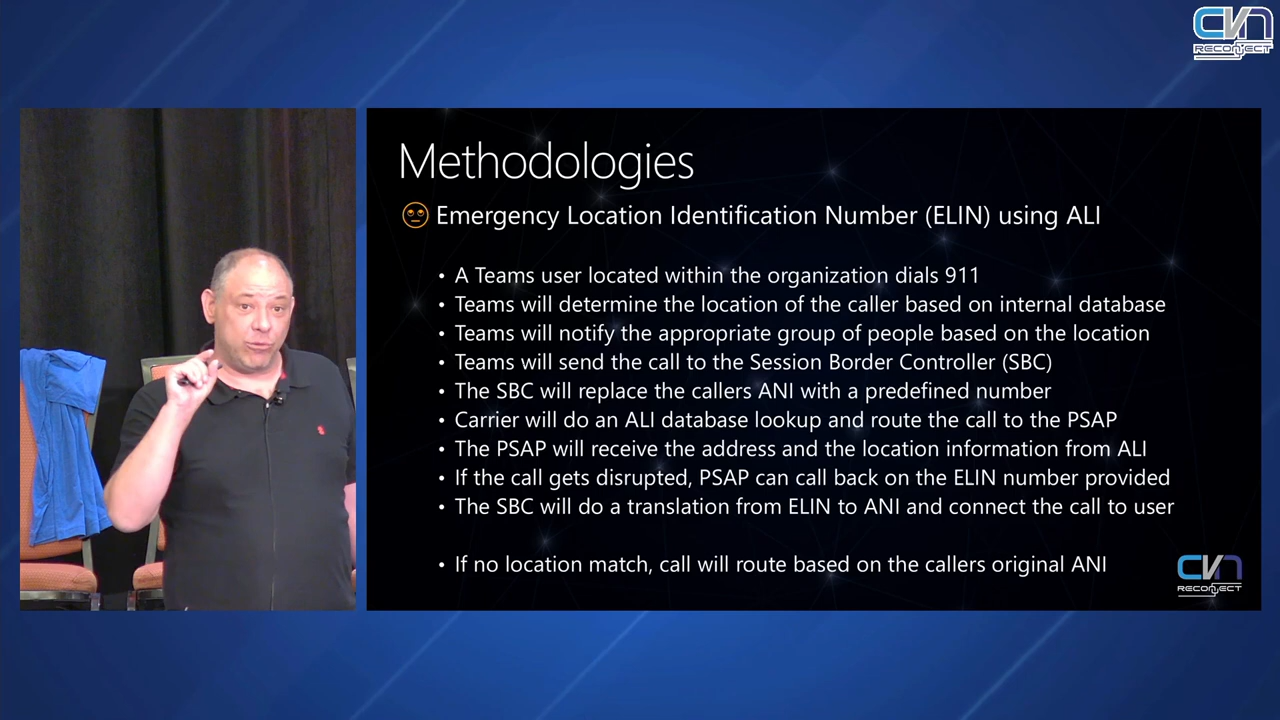 CVN
RECONNECT
Methodologies
Emergency Location Identification Number (ELIN) using ALI
• A Teams user located within the organization dials 911
• Teams will determine the location of the caller based on internal database
• Teams will notify the appropriate group of people based on the location
• Teams will send the call to the Session Border Controller (SBC)
• The SBC will replace the callers ANI with a predefined number
• Carrier will do an ALI database lookup and route the call to the PSAP
• The PSAP will receive the address and the location information from ALI
• If the call gets disrupted, PSAP can call back on the ELIN number provided
• The SBC will do a translation from ELIN to ANI and connect the call to user
• If no location match, call will route based on the callers original ANI
CVN
RECONNECT